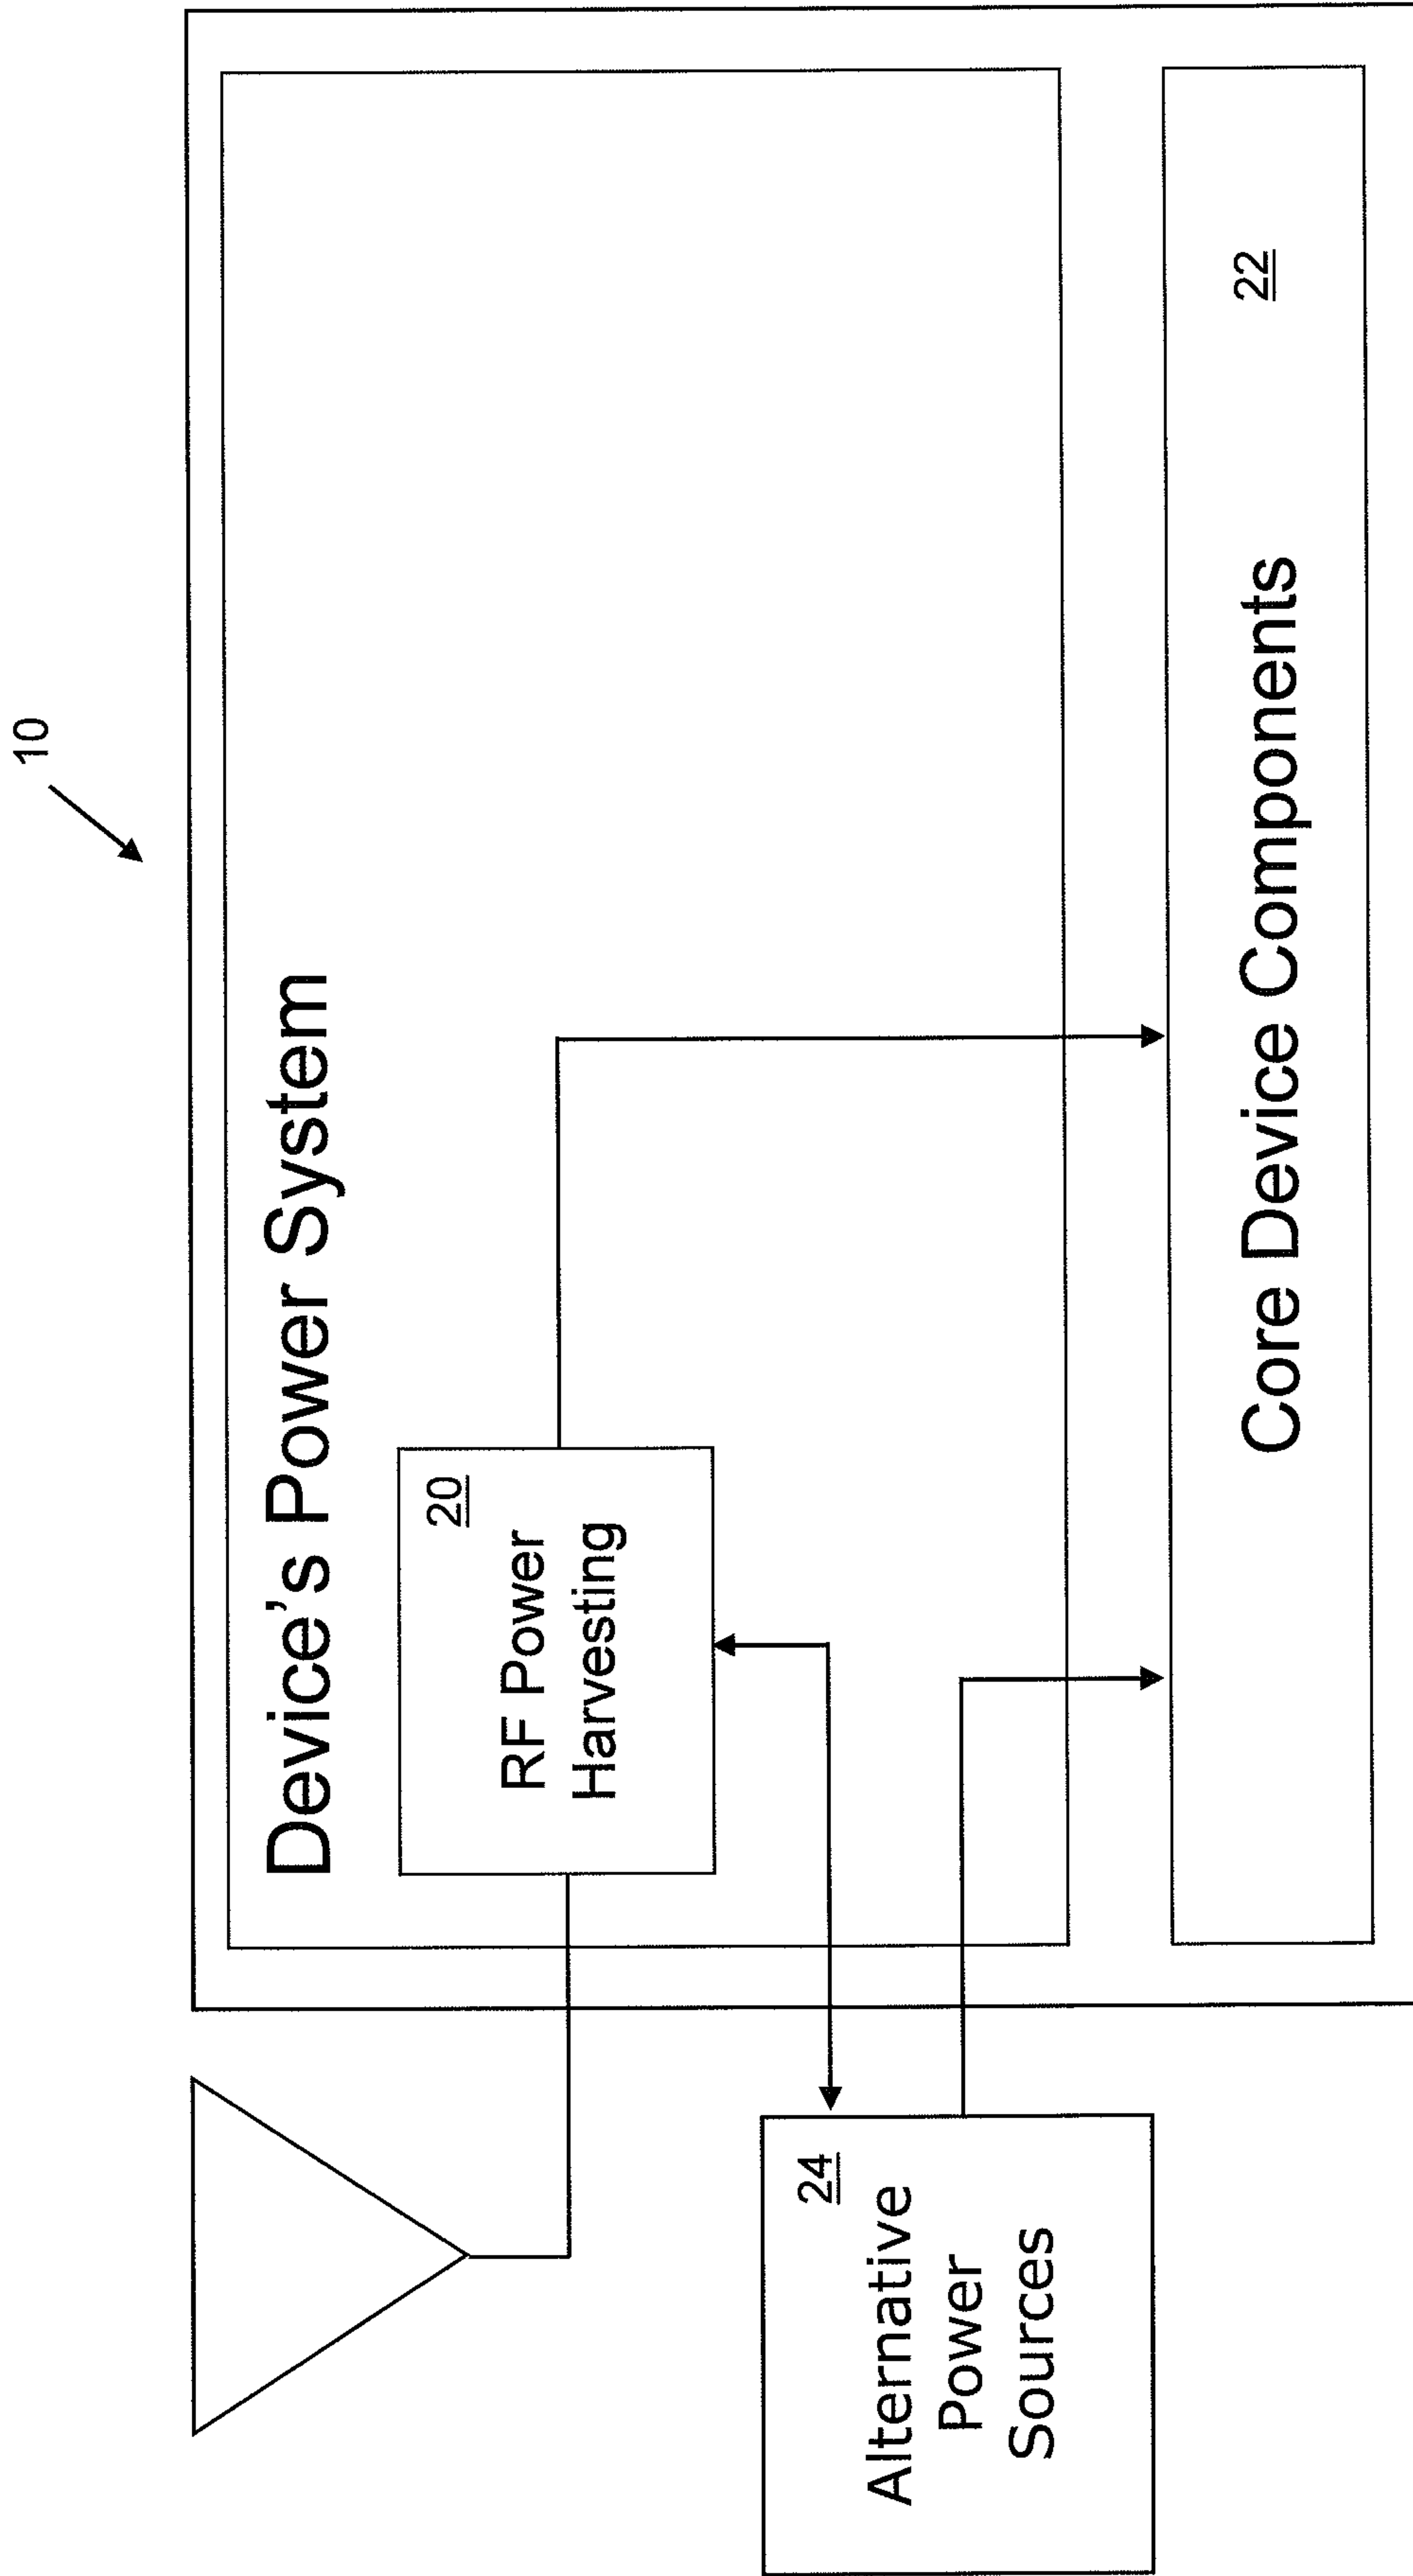 10
Device's Power System
20
RF Power
Harvesting
24
Alternative
Power
Sources
Core Device Components
22